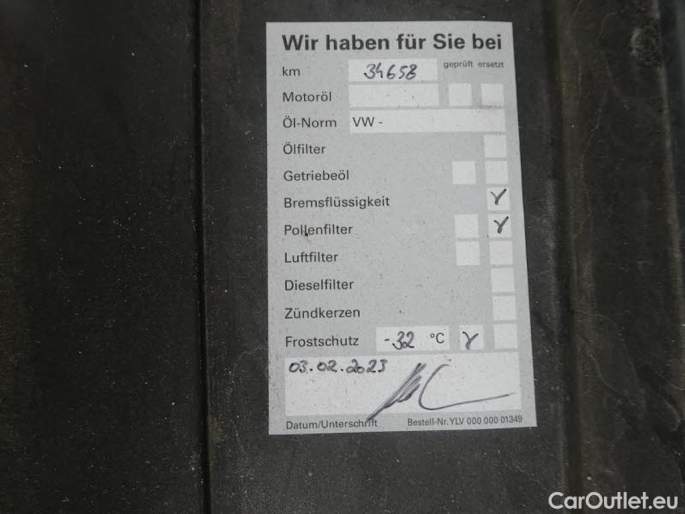 Wir haben für Sie bei
km 34658 geprüft ersetzt
Motoröl
Öl-Norm VW -
Ölfilter
Getriebeöl
Bremsflüssigkeit
Pollenfilter
Luftfilter
Dieselfilter
Zündkerzen
Frostschutz -32 °C
03.02.2023
Datum/Unterschrift Bestell-Nr. YLV 000 000 01349
CarOutlet.eu